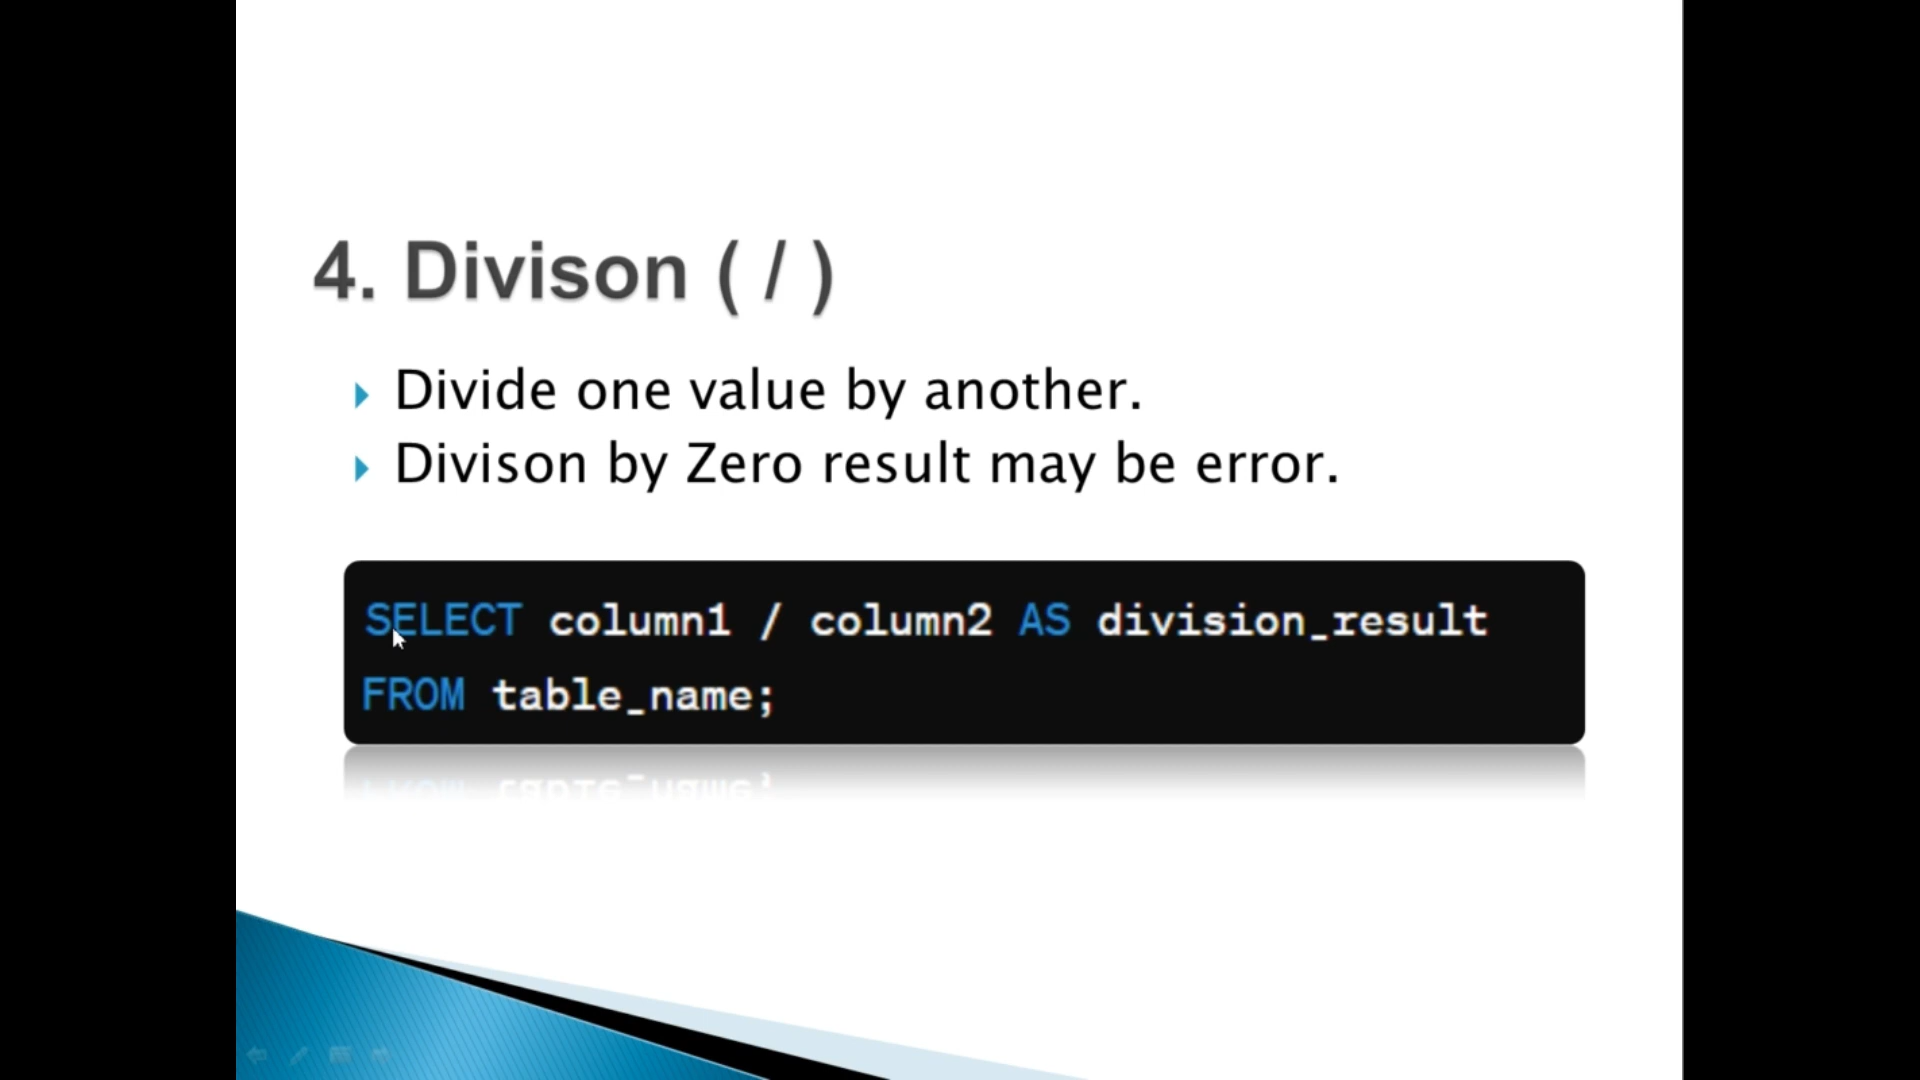 4. Divison ( / )
Divide one value by another.
Divison by Zero result may be error.
SELECT column1 / column2 AS division_result
FROM table_name;